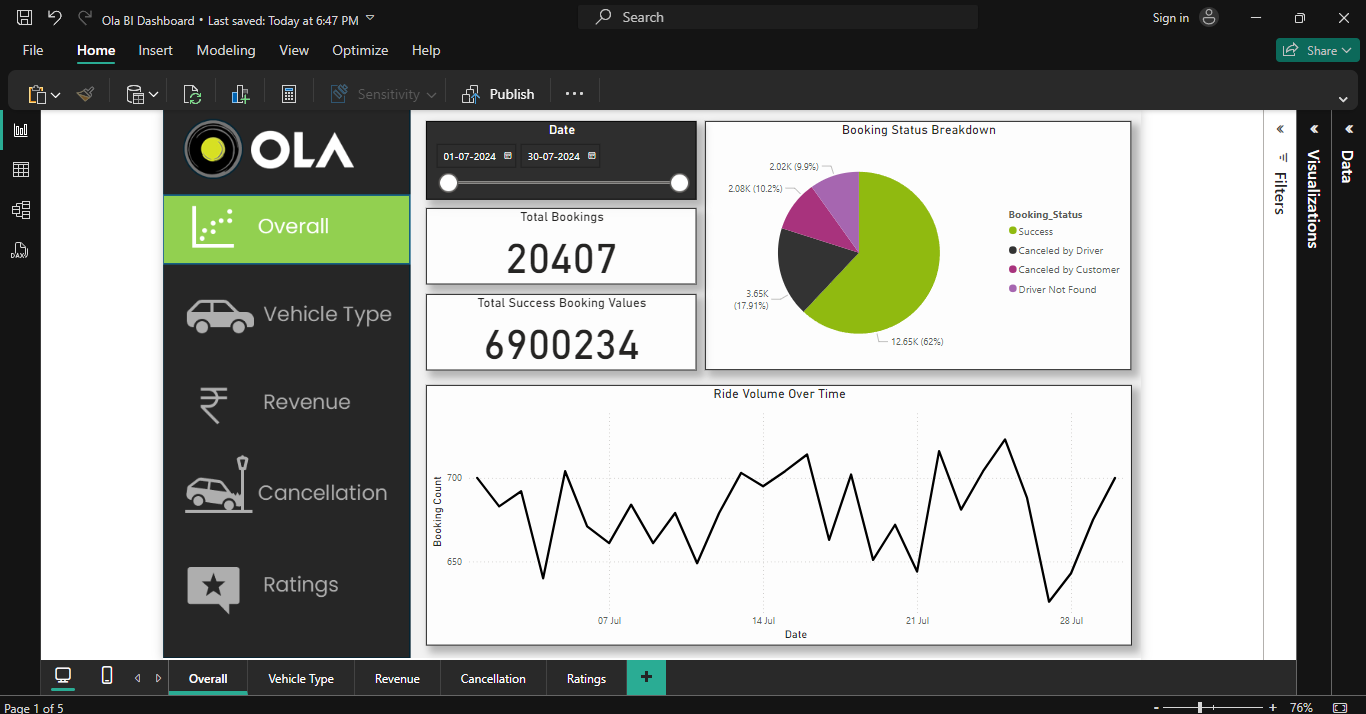 Ola BI Dashboard • Last saved: Today at 6:47 PM
Search
Sign in
File
Home
Insert
Modeling
View
Optimize
Help
Share
Sensitivity
Publish
OLA
Overall
Vehicle Type
Revenue
Cancellation
Ratings
Date
01-07-2024
30-07-2024
Total Bookings
20407
Total Success Booking Values
6900234
Booking Status Breakdown
2.02K (9.9%)
2.08K (10.2%)
3.65K
(17.91%)
12.65K (62%)
Booking_Status
Success
Canceled by Driver
Canceled by Customer
Driver Not Found
Ride Volume Over Time
Booking Count
700
650
07 Jul
14 Jul
21 Jul
28 Jul
Date
Filters
Visualizations
Data
DAX
Overall
Vehicle Type
Revenue
Cancellation
Ratings
+
Page 1 of 5
- + 76%